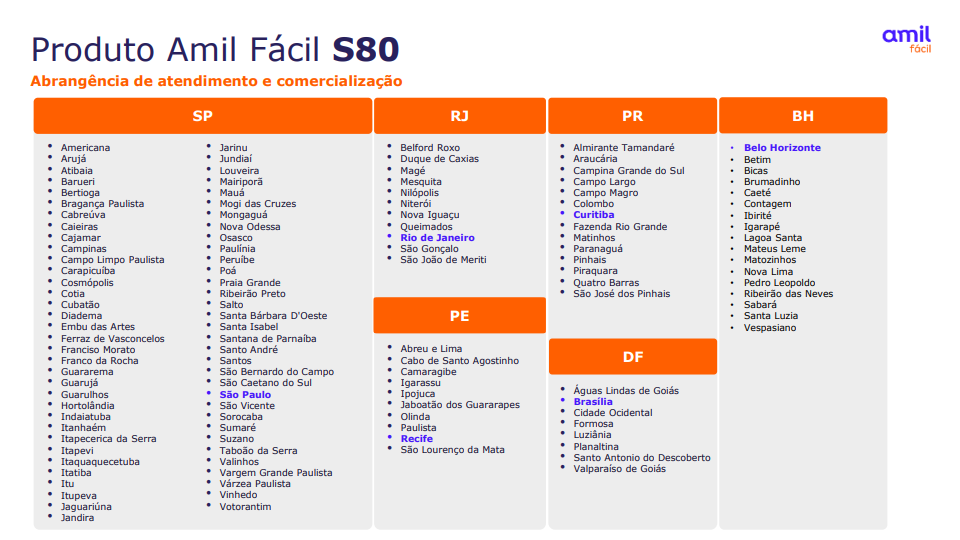 Produto Amil Fácil S80
amil
fácil
Abrangência de atendimento e comercialização
SP
• Americana
• Arujá
• Atibaia
• Barueri
• Bertioga
• Bragança Paulista
• Cabreúva
• Caieiras
• Cajamar
• Campinas
• Campo Limpo Paulista
• Carapicuíba
• Cosmópolis
• Cotia
• Cubatão
• Diadema
• Embu das Artes
• Ferraz de Vasconcelos
• Franciso Morato
• Franco da Rocha
• Guararema
• Guarujá
• Guarulhos
• Hortolândia
• Indaiatuba
• Itanhaém
• Itapecerica da Serra
• Itapevi
• Itaquaquecetuba
• Itatiba
• Itu
• Itupeva
• Jaguariúna
• Jandira
• Jarinu
• Jundiaí
• Louveira
• Mairiporã
• Mauá
• Mogi das Cruzes
• Mongaguá
• Nova Odessa
• Osasco
• Paulínia
• Peruíbe
• Poá
• Praia Grande
• Ribeirão Preto
• Salto
• Santa Bárbara D'Oeste
• Santa Isabel
• Santana de Parnaíba
• Santo André
• Santos
• São Bernardo do Campo
• São Caetano do Sul
• São Paulo
• São Vicente
• Sorocaba
• Sumaré
• Suzano
• Taboão da Serra
• Valinhos
• Vargem Grande Paulista
• Várzea Paulista
• Vinhedo
• Votorantim
RJ
• Belford Roxo
• Duque de Caxias
• Magé
• Mesquita
• Nilópolis
• Niterói
• Nova Iguaçu
• Queimados
• Rio de Janeiro
• São Gonçalo
• São João de Meriti
PE
• Abreu e Lima
• Cabo de Santo Agostinho
• Camaragibe
• Igarassu
• Ipojuca
• Jaboatão dos Guararapes
• Olinda
• Paulista
• Recife
• São Lourenço da Mata
PR
• Almirante Tamandaré
• Araucária
• Campina Grande do Sul
• Campo Largo
• Campo Magro
• Colombo
• Curitiba
• Fazenda Rio Grande
• Matinhos
• Paranaguá
• Pinhais
• Piraquara
• Quatro Barras
• São José dos Pinhais
DF
• Águas Lindas de Goiás
• Brasília
• Cidade Ocidental
• Formosa
• Luziânia
• Planaltina
• Santo Antonio do Descoberto
• Valparaíso de Goiás
BH
• Belo Horizonte
• Betim
• Bicas
• Brumadinho
• Caeté
• Contagem
• Ibirité
• Igarapé
• Lagoa Santa
• Mateus Leme
• Matozinhos
• Nova Lima
• Pedro Leopoldo
• Ribeirão das Neves
• Sabará
• Santa Luzia
• Vespasiano